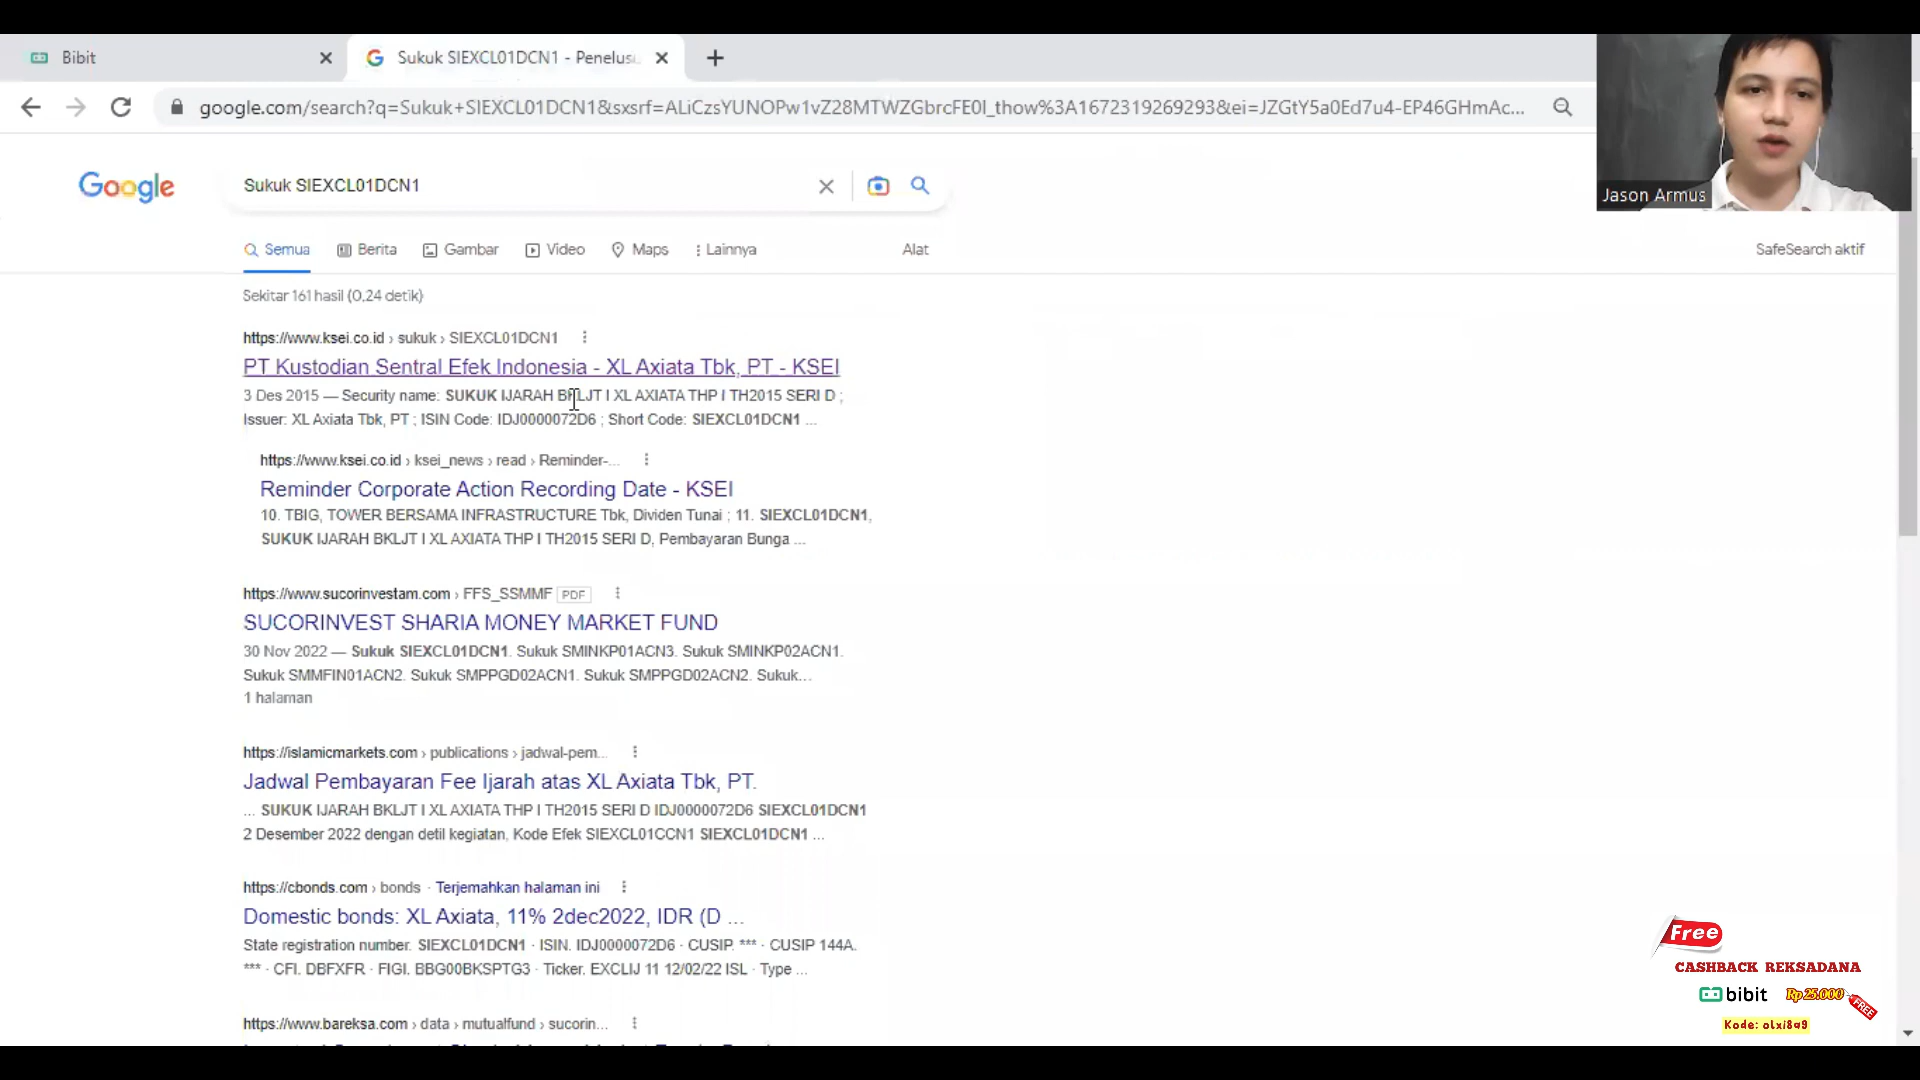 Bibit
Sukuk SIEXCL01DCN1 - Penelus
google.com/search?q=Sukuk+SIEXCL01DCN1&sxsrf=ALiCzsYUNOPw1vZ28MTWZGbrcFE0I_thow%3A1672319269293&ei=JZGtY5a0Ed7u4-EP46GHmAc...
Jason Armus
Google
Sukuk SIEXCL01DCN1
Semua
Berita
Gambar
Video
Maps
Lainnya
Alat
SafeSearch aktif
Sekitar 161 hasil (0,24 detik)
https://www.ksei.co.id › sukuk › SIEXCL01DCN1
PT Kustodian Sentral Efek Indonesia - XL Axiata Tbk, PT - KSEI
3 Des 2015 — Security name: SUKUK IJARAH BKLJT I XL AXIATA THP I TH2015 SERI D ;
Issuer: XL Axiata Tbk, PT ; ISIN Code: IDJ0000072D6 ; Short Code: SIEXCL01DCN1 ...
https://www.ksei.co.id › ksei_news › read › Reminder-...
Reminder Corporate Action Recording Date - KSEI
10. TBIG, TOWER BERSAMA INFRASTRUCTURE Tbk, Dividen Tunai ; 11. SIEXCL01DCN1,
SUKUK IJARAH BKLJT I XL AXIATA THP I TH2015 SERI D, Pembayaran Bunga ...
https://www.sucorinvestam.com › FFS_SSMMF PDF
SUCORINVEST SHARIA MONEY MARKET FUND
30 Nov 2022 — Sukuk SIEXCL01DCN1. Sukuk SMINKP01ACN3. Sukuk SMINKP02ACN1.
Sukuk SMMFIN01ACN2. Sukuk SMPPGD02ACN1. Sukuk SMPPGD02ACN2. Sukuk...
1 halaman
https://islamicmarkets.com › publications › jadwal-pem...
Jadwal Pembayaran Fee Ijarah atas XL Axiata Tbk, PT.
... SUKUK IJARAH BKLJT I XL AXIATA THP I TH2015 SERI D IDJ0000072D6 SIEXCL01DCN1
2 Desember 2022 dengan detil kegiatan, Kode Efek SIEXCL01CCN1 SIEXCL01DCN1 ...
https://cbonds.com › bonds · Terjemahkan halaman ini
Domestic bonds: XL Axiata, 11% 2dec2022, IDR (D ...
State registration number. SIEXCL01DCN1 · ISIN. IDJ0000072D6 · CUSIP. *** · CUSIP 144A.
*** · CFI. DBFXFR · FIGI. BBG00BKSPTG3 · Ticker. EXCLIJ 11 12/02/22 ISL · Type ...
https://www.bareksa.com › data › mutualfund › sucorin...
Free
CASHBACK REKSADANA
bibit Rp 25.000 FREE
Kode: olxi8q9